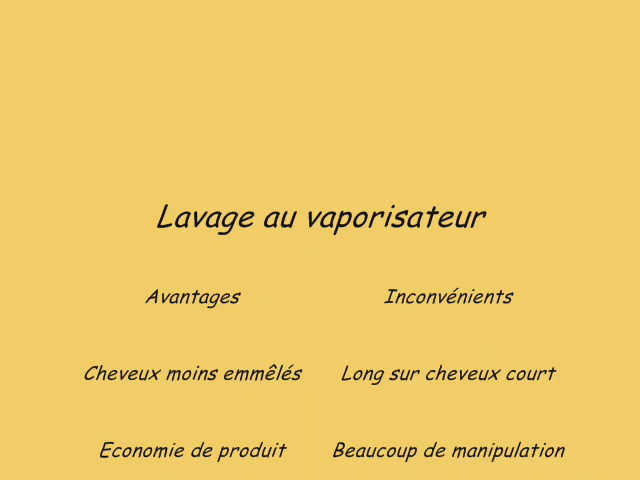 Lavage au vaporisateur
Avantages Inconvénients
Cheveux moins emmêlés Long sur cheveux court
Economie de produit Beaucoup de manipulation